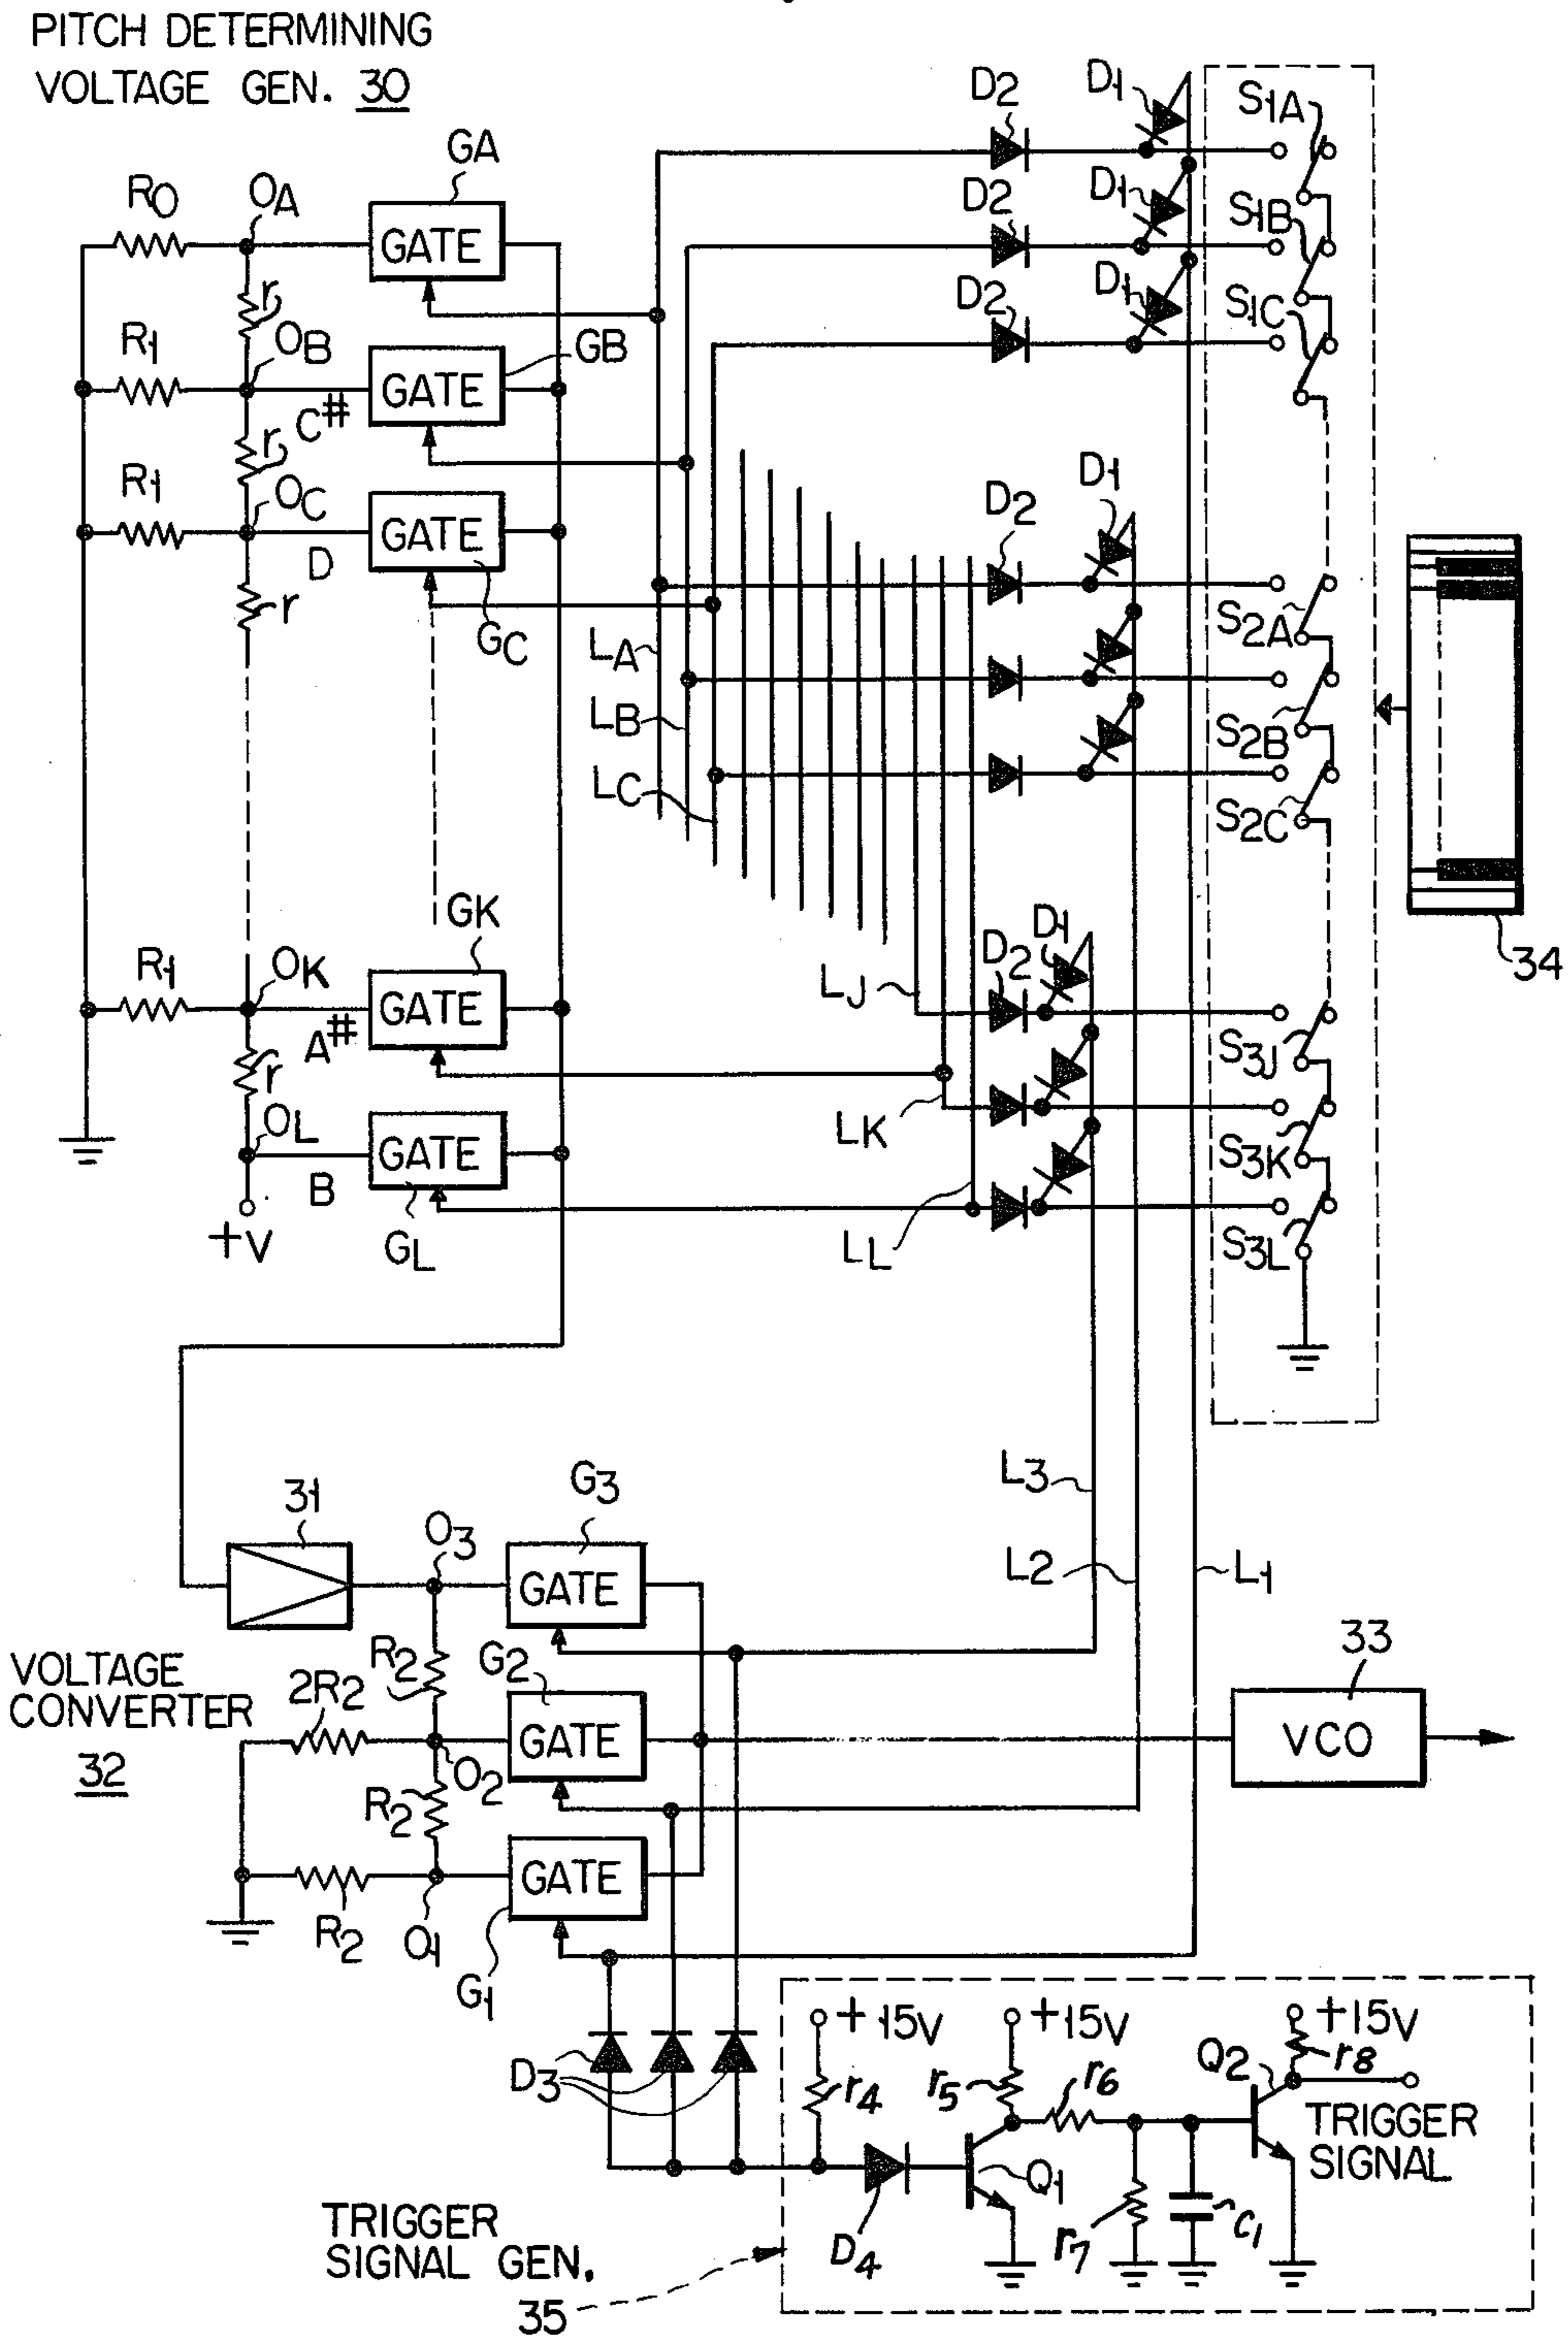 PITCH DETERMINING
VOLTAGE GEN. 30
R0
OA
GA
GATE
r
R1
OB
C#
GB
GATE
r
R1
OC
D
GATE
GC
r
R1
OK
A#
GK
GATE
r
OL
B
GATE
GL
+V
LA
LB
LC
LJ
LK
LL
D2
D1
D2
D1
D2
D1
D2
D1
D2
D1
S1A
S1B
S1C
S2A
S2B
S2C
S3J
S3K
S3L
34
31
O3
G3
GATE
L3
L2
L1
VOLTAGE
CONVERTER
32
R2
2R2
G2
GATE
O2
R2
R2
O1
GATE
G1
33
VCO
D3
+15V
r4
D4
+15V
r5
r6
Q1
r7
C1
Q2
+15V
r8
TRIGGER
SIGNAL
TRIGGER
SIGNAL GEN.
35